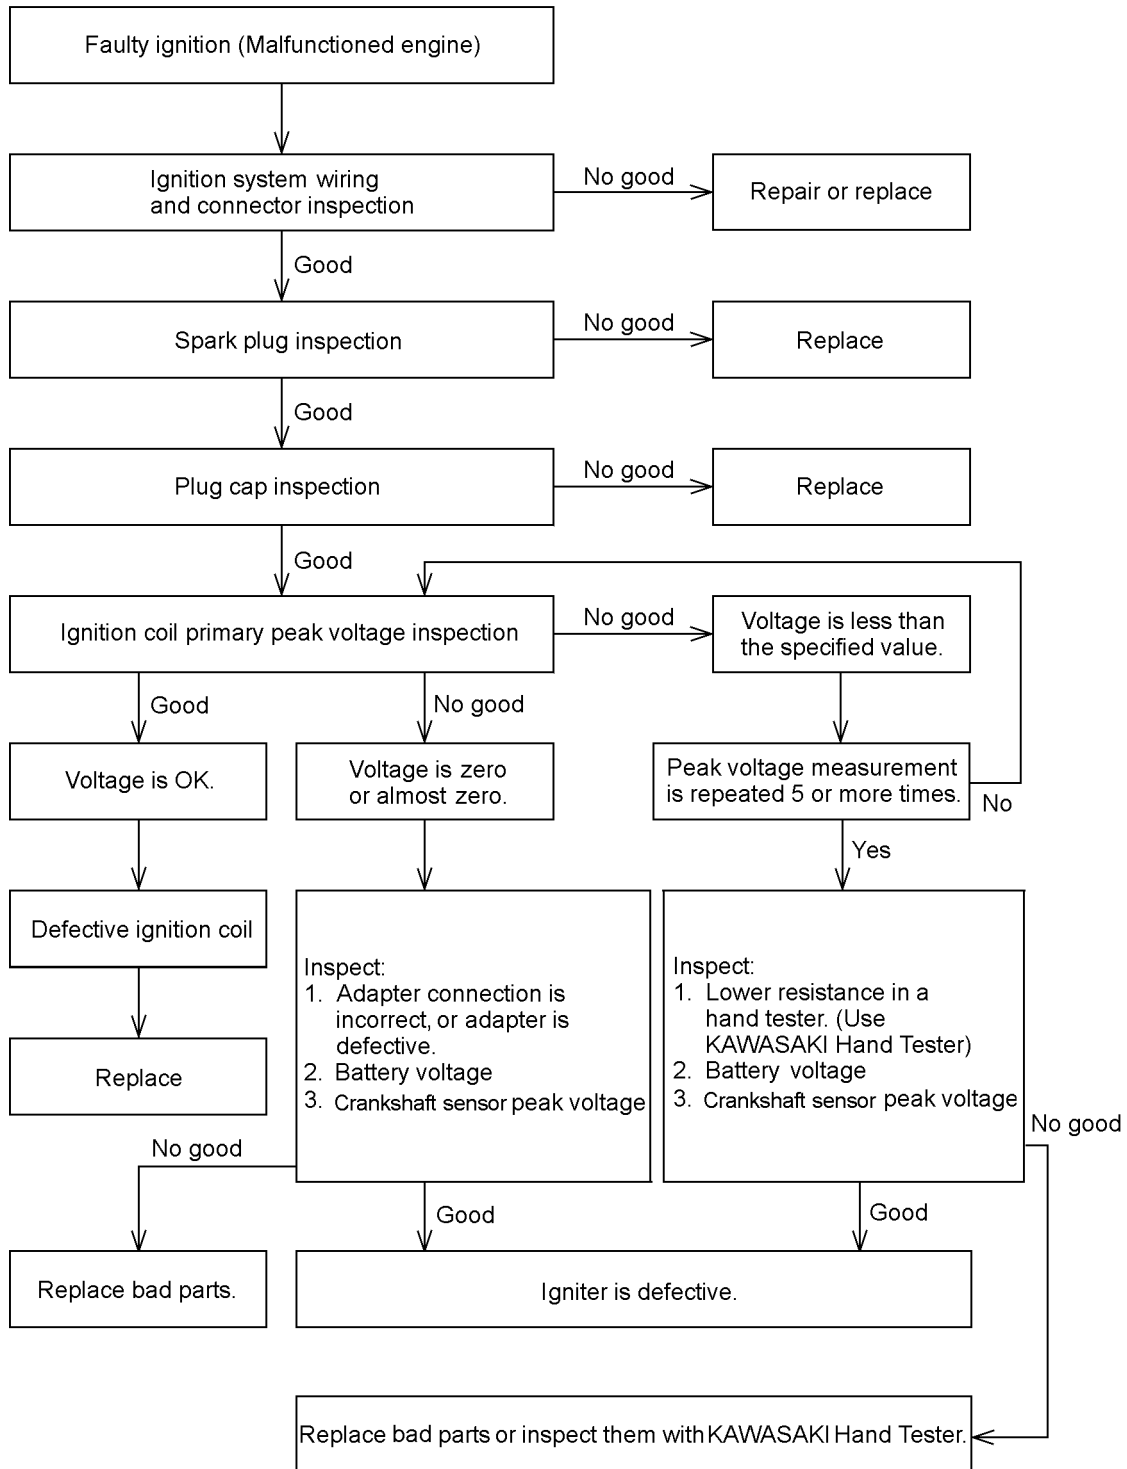 Faulty ignition (Malfunctioned engine)
Ignition system wiring
and connector inspection
No good
Repair or replace
Good
Spark plug inspection
No good
Replace
Good
Plug cap inspection
No good
Replace
Good
Ignition coil primary peak voltage inspection
No good
Voltage is less than
the specified value.
Good
No good
Voltage is OK.
Voltage is zero
or almost zero.
Peak voltage measurement
is repeated 5 or more times.
No
Yes
Defective ignition coil
Replace
Inspect:
1. Adapter connection is
incorrect, or adapter is
defective.
2. Battery voltage
3. Crankshaft sensor peak voltage
Inspect:
1. Lower resistance in a
hand tester. (Use
KAWASAKI Hand Tester)
2. Battery voltage
3. Crankshaft sensor peak voltage
No good
No good
Good
Good
Replace bad parts.
Igniter is defective.
Replace bad parts or inspect them with KAWASAKI Hand Tester.